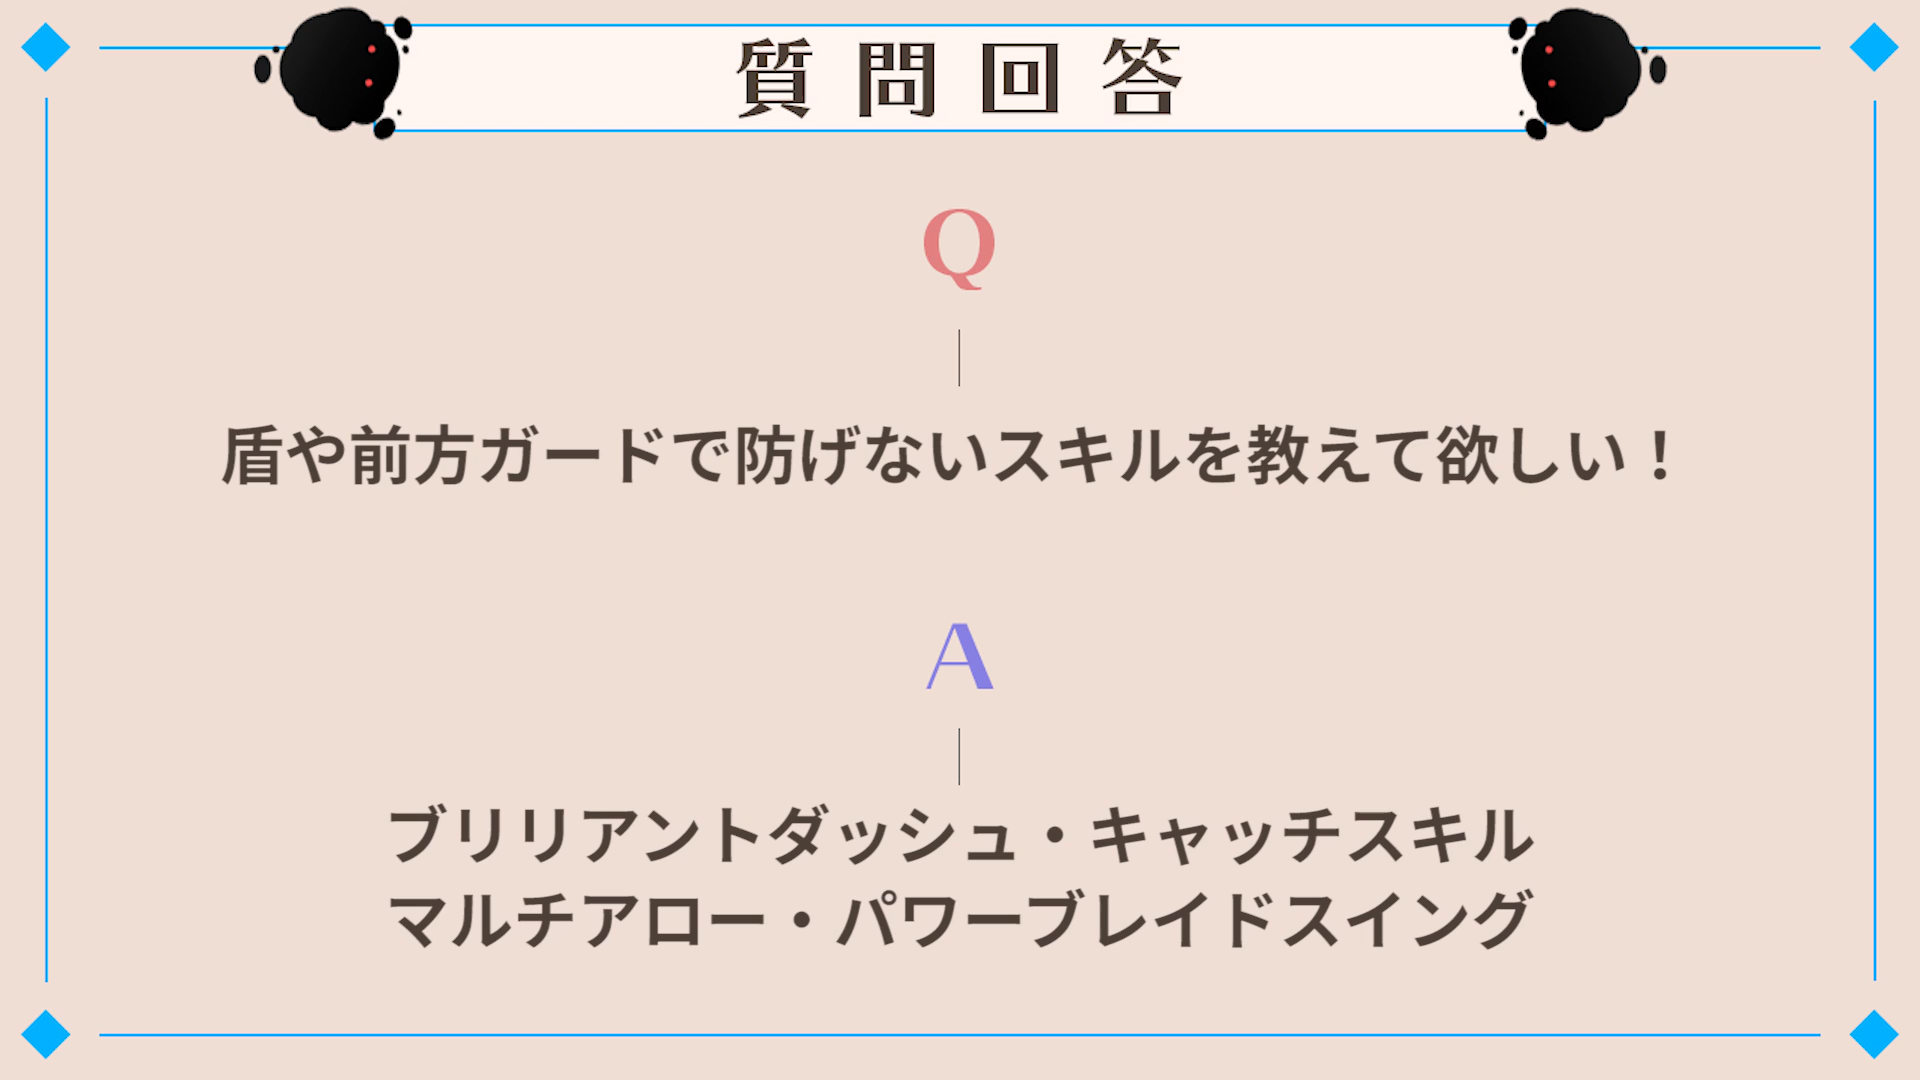 質問回答
Q
盾や前方ガードで防げないスキルを教えて欲しい！
A
ブリリアントダッシュ・キャッチスキル
マルチアロー・パワーブレイドスイング